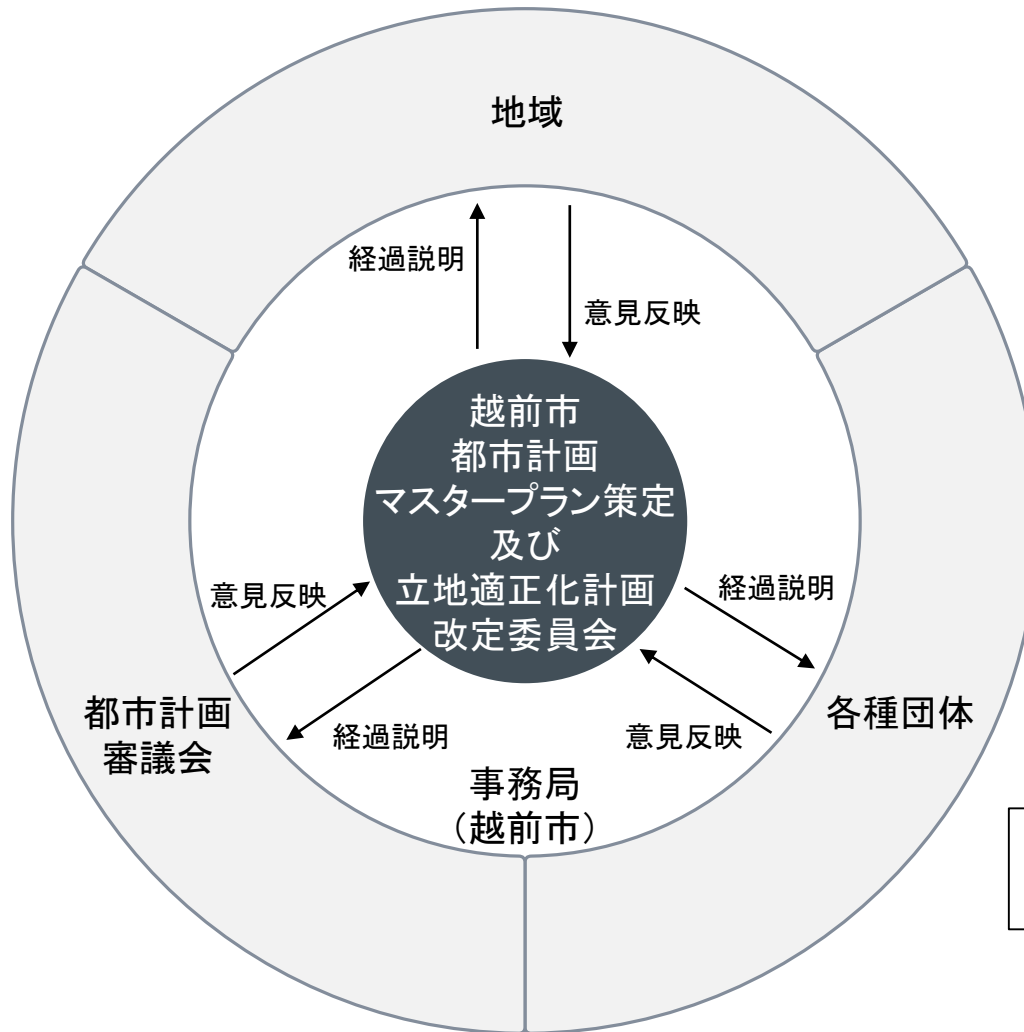 地域
経過説明
意見反映
越前市
都市計画
マスタープラン策定
及び
立地適正化計画
改定委員会
意見反映
経過説明
経過説明
意見反映
都市計画
審議会
各種団体
事務局
（越前市）